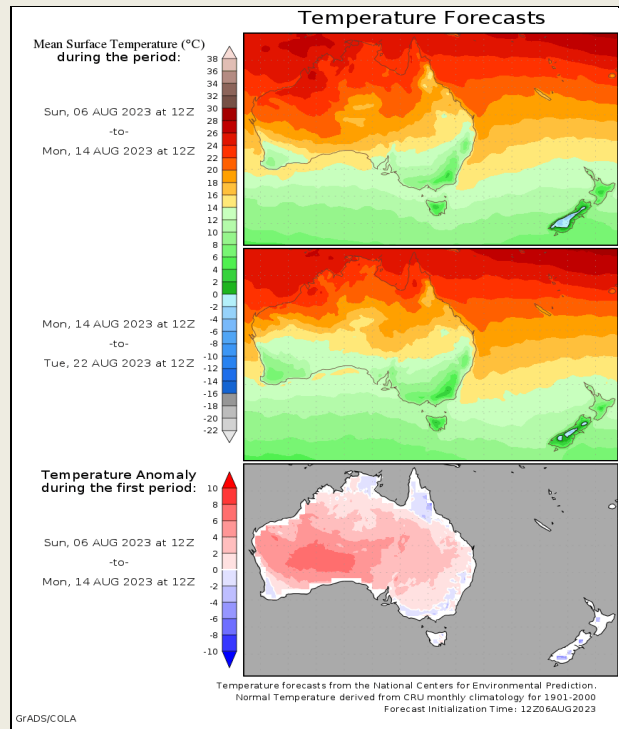 Temperature Forecasts
Mean Surface Temperature (°C)
during the period:
38
36
34
32
30
28
26
24
22
20
18
16
14
12
10
8
6
4
2
0
-2
-4
-6
-8
-10
-12
-14
-16
-18
-20
-22
Sun, 06 AUG 2023 at 12Z
-to-
Mon, 14 AUG 2023 at 12Z
Mon, 14 AUG 2023 at 12Z
-to-
Tue, 22 AUG 2023 at 12Z
Temperature Anomaly
during the first period:
10
8
6
4
2
0
-2
-4
-6
-8
-10
Sun, 06 AUG 2023 at 12Z
-to-
Mon, 14 AUG 2023 at 12Z
Temperature forecasts from the National Centers for Environmental Prediction.
Normal Temperature derived from CRU monthly climatology for 1901-2000
Forecast Initialization Time: 12Z06AUG2023
GrADS/COLA